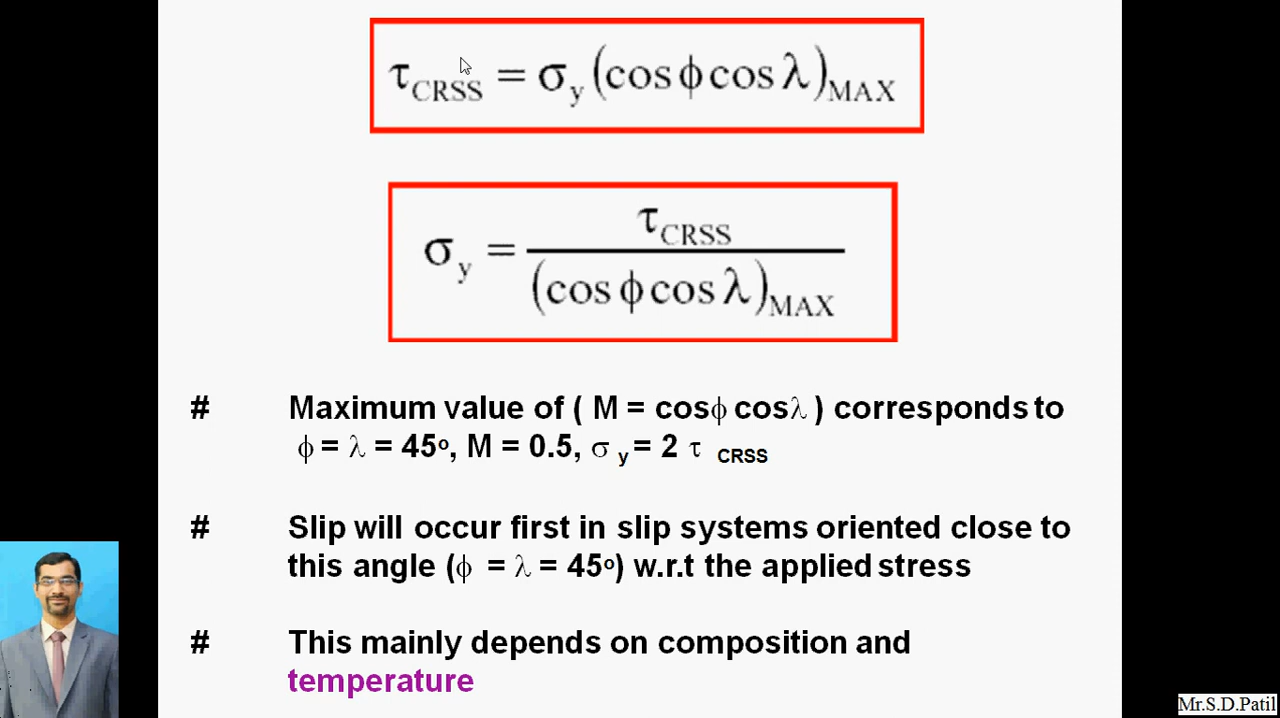 τCRSS = σy (cos ϕ cos λ)MAX
σy = τCRSS / (cos ϕ cos λ)MAX
# Maximum value of ( M = cosϕ cosλ ) corresponds to
ϕ = λ = 45º, M = 0.5, σ y = 2 τ CRSS
# Slip will occur first in slip systems oriented close to
this angle (ϕ = λ = 45º) w.r.t the applied stress
# This mainly depends on composition and
temperature
Mr.S.D.Patil